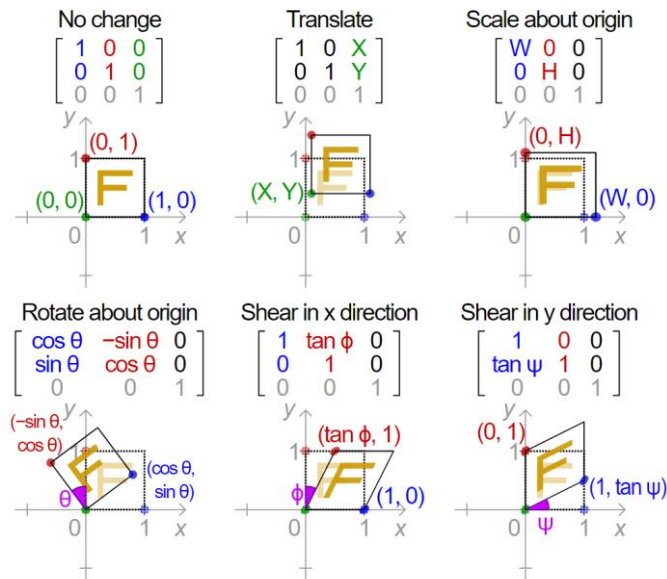 No change
1 0 0
0 1 0
0 0 1
y
(0, 1)
1
(0, 0)
(1, 0)
0
1
x
Translate
1 0 X
0 1 Y
0 0 1
y
1
(X, Y)
0
1
x
Scale about origin
W 0 0
0 H 0
0 0 1
y
(0, H)
1
F
(W, 0)
0
1
x
Rotate about origin
cos θ −sin θ 0
sin θ cos θ 0
0 0 1
y
(−sin θ,
cos θ)
1
(cos θ,
sin θ)
θ
0
1
x
Shear in x direction
1 tan ϕ 0
0 1 0
0 0 1
y
(tan ϕ, 1)
1
ϕ
(1, 0)
0
1
x
Shear in y direction
1 0 0
tan ψ 1 0
0 0 1
y
(0, 1)
1
(1, tan ψ)
ψ
0
1
x